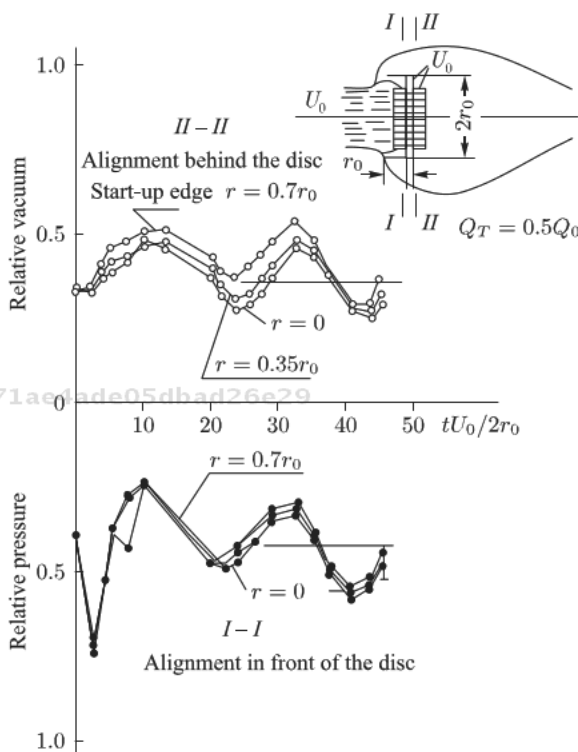 I II
U₀
1.0
U₀
2r₀
II – II
Alignment behind the disc
Start-up edge r = 0.7r₀
r₀
I II
Q_T = 0.5Q₀
Relative vacuum
0.5
r = 0
r = 0.35r₀
71ae4ade05dbad26e29
0
10 20 30 40 50 tU₀/2r₀
r = 0.7r₀
Relative pressure
0.5
r = 0
I – I
Alignment in front of the disc
1.0